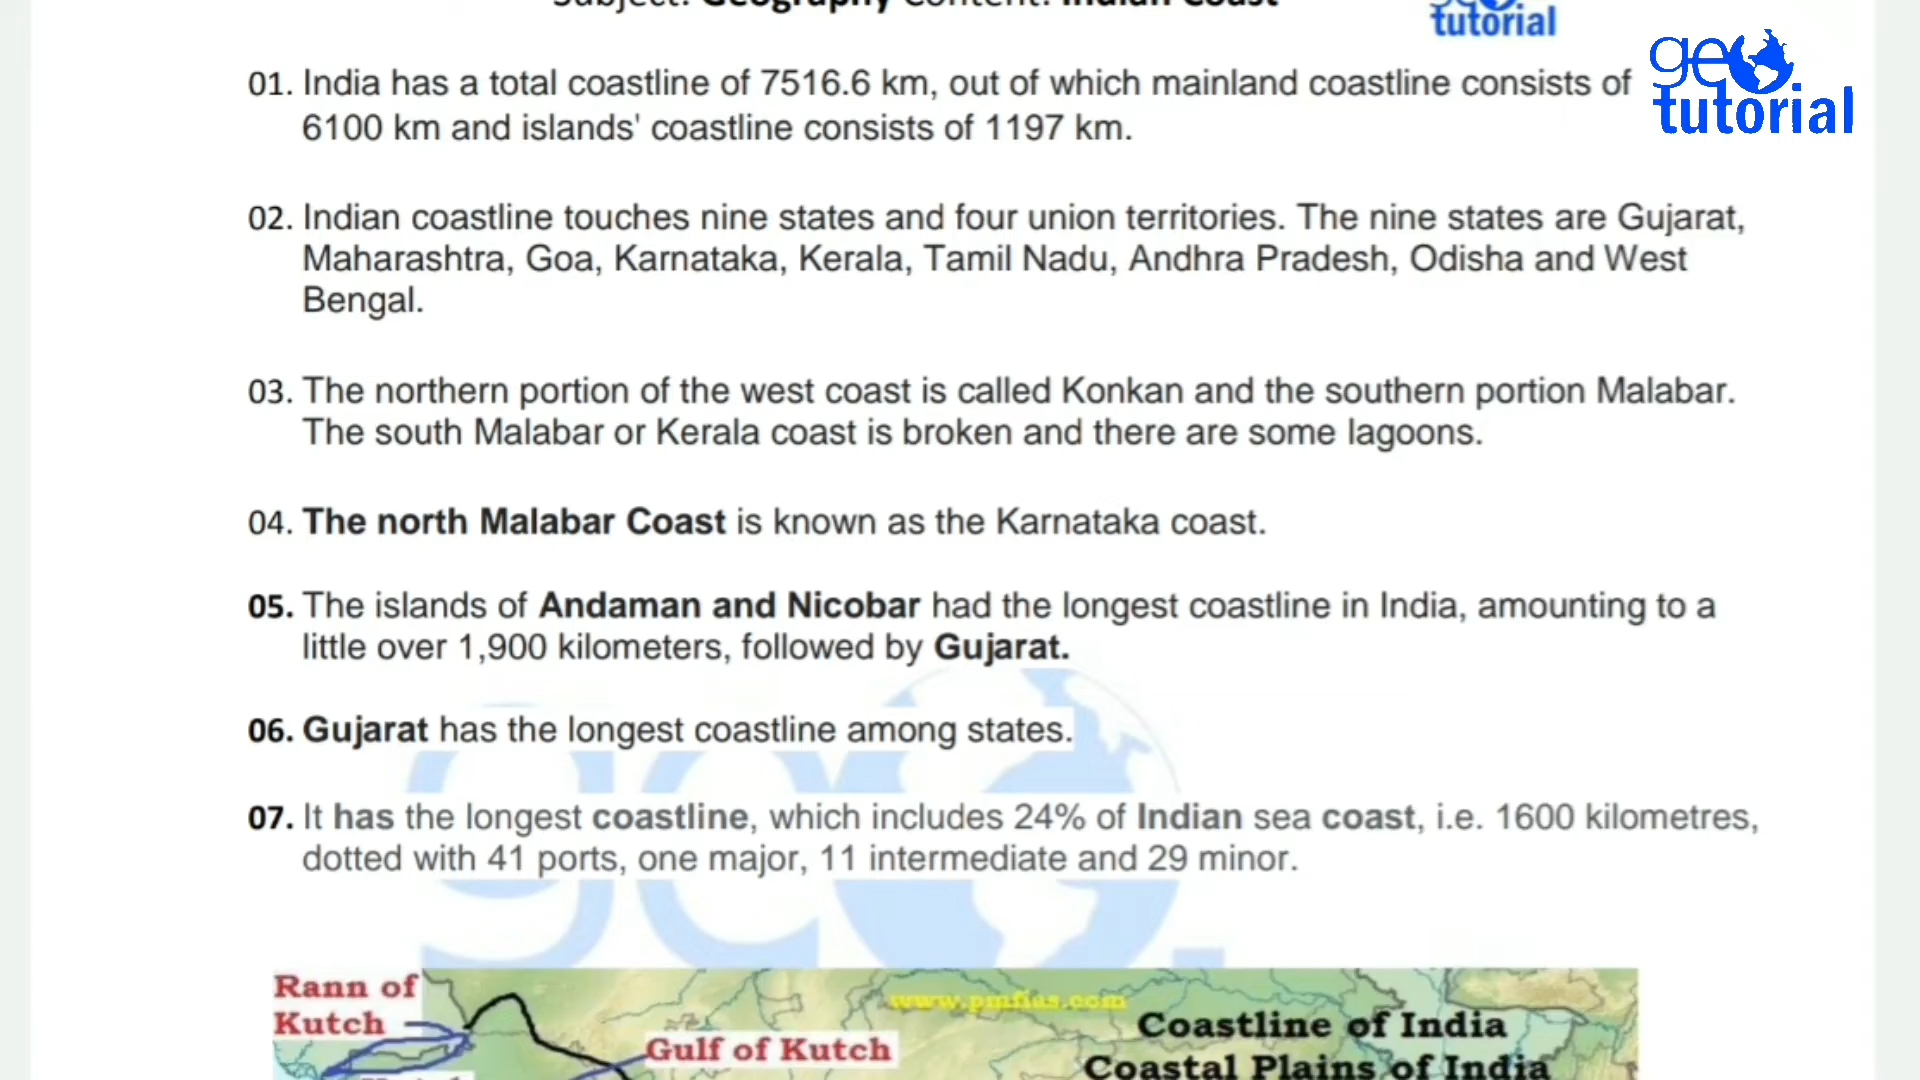 Subject: Geography Content: Indian Coast
tutorial
geo
tutorial
01. India has a total coastline of 7516.6 km, out of which mainland coastline consists of
6100 km and islands' coastline consists of 1197 km.
02. Indian coastline touches nine states and four union territories. The nine states are Gujarat,
Maharashtra, Goa, Karnataka, Kerala, Tamil Nadu, Andhra Pradesh, Odisha and West
Bengal.
03. The northern portion of the west coast is called Konkan and the southern portion Malabar.
The south Malabar or Kerala coast is broken and there are some lagoons.
04. The north Malabar Coast is known as the Karnataka coast.
05. The islands of Andaman and Nicobar had the longest coastline in India, amounting to a
little over 1,900 kilometers, followed by Gujarat.
06. Gujarat has the longest coastline among states.
07. It has the longest coastline, which includes 24% of Indian sea coast, i.e. 1600 kilometres,
dotted with 41 ports, one major, 11 intermediate and 29 minor.
Rann of
Kutch
www.pmfias.com
Coastline of India
Gulf of Kutch
Coastal Plains of India